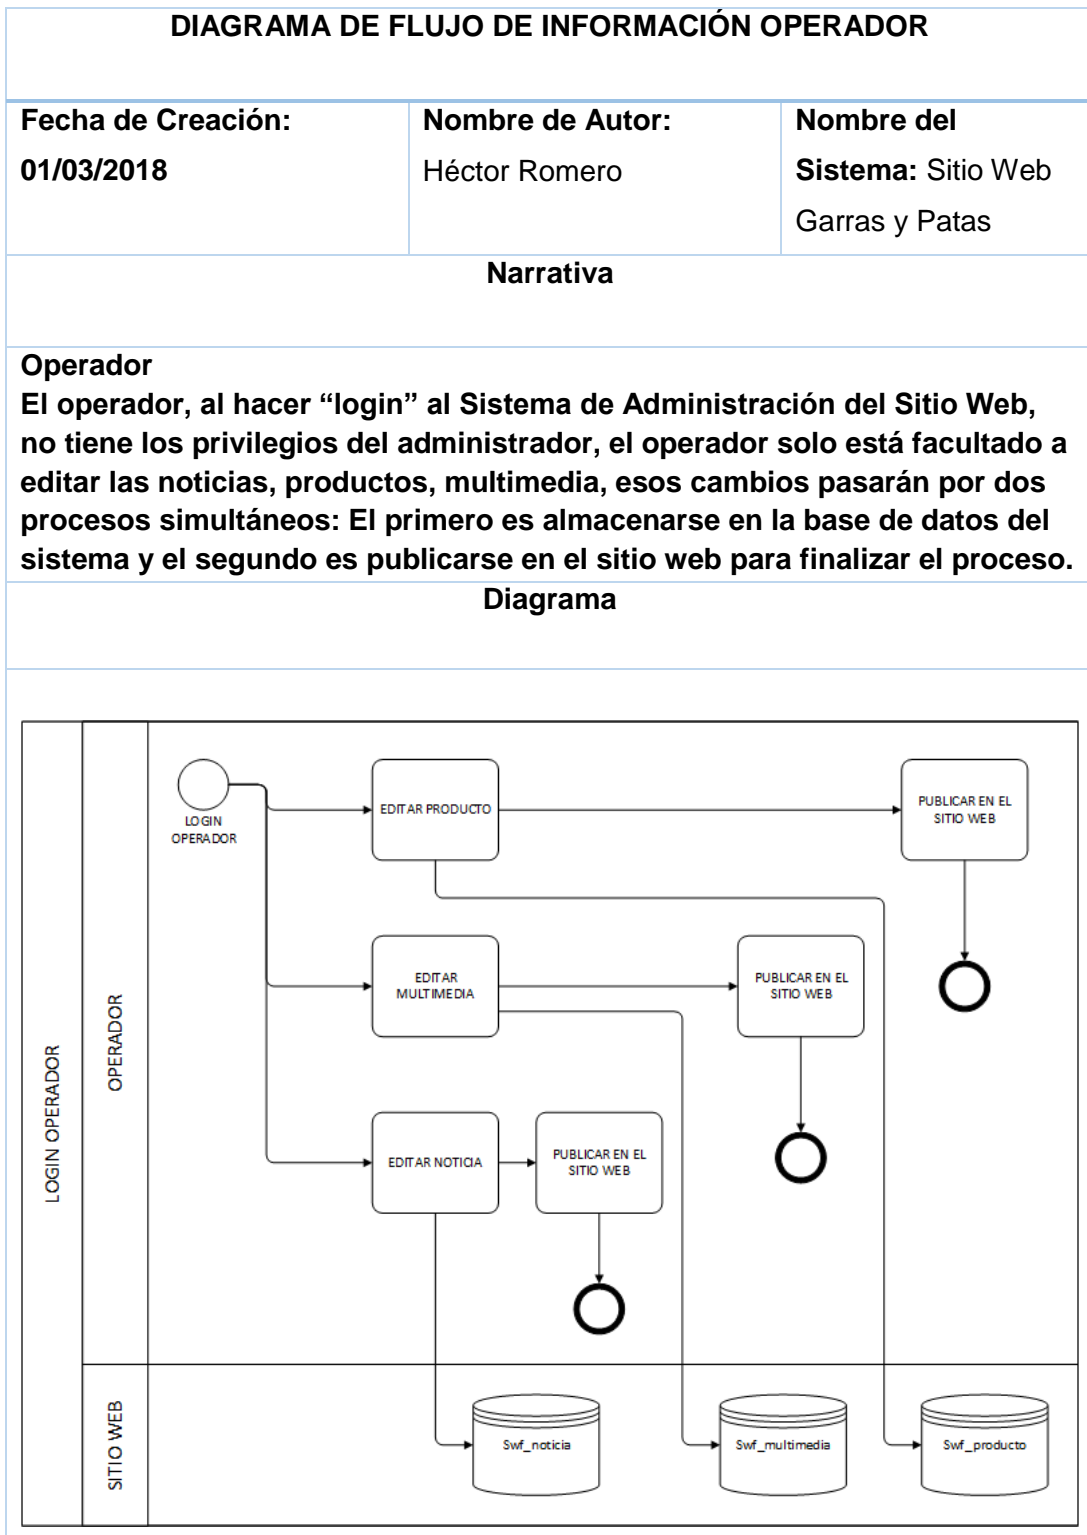 DIAGRAMA DE FLUJO DE INFORMACIÓN OPERADOR
Fecha de Creación:
01/03/2018
Nombre de Autor:
Héctor Romero
Nombre del
Sistema: Sitio Web
Garras y Patas
Narrativa
Operador
El operador, al hacer “login” al Sistema de Administración del Sitio Web,
no tiene los privilegios del administrador, el operador solo está facultado a
editar las noticias, productos, multimedia, esos cambios pasarán por dos
procesos simultáneos: El primero es almacenarse en la base de datos del
sistema y el segundo es publicarse en el sitio web para finalizar el proceso.
Diagrama
LOGIN OPERADOR
OPERADOR
LOGIN
OPERADOR
EDITAR PRODUCTO
PUBLICAR EN EL
SITIO WEB
EDITAR
MULTIMEDIA
PUBLICAR EN EL
SITIO WEB
EDITAR NOTICIA
PUBLICAR EN EL
SITIO WEB
SITIO WEB
Swf_noticia
Swf_multimedia
Swf_producto